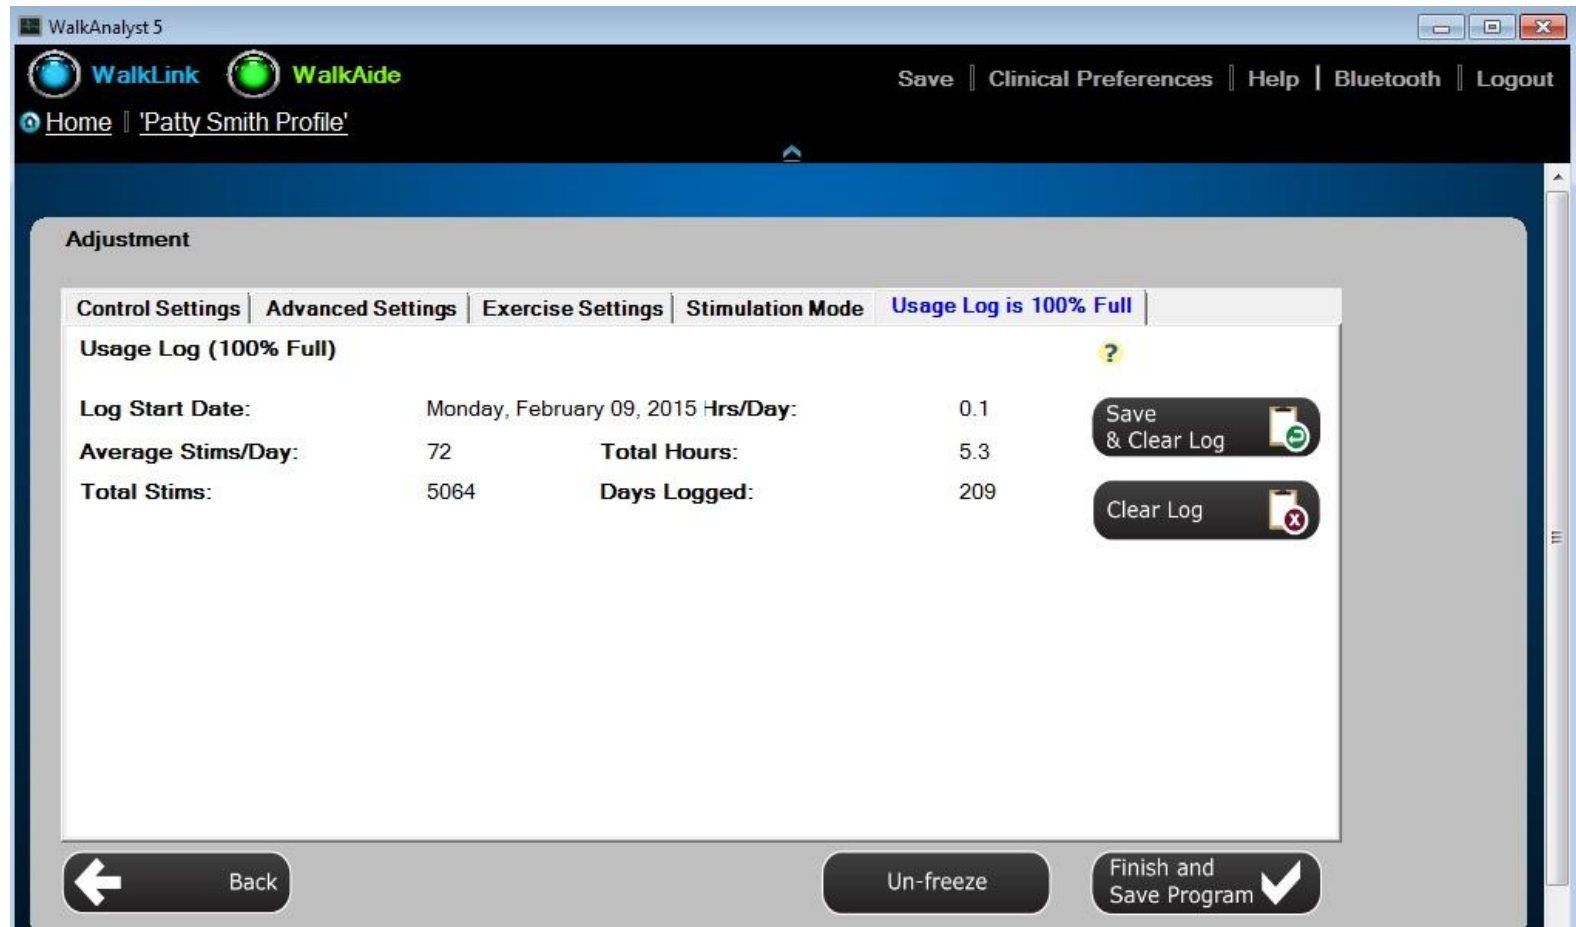 WalkAnalyst 5
WalkLink WalkAide
Save Clinical Preferences Help Bluetooth Logout
Home 'Patty Smith Profile'
Adjustment
Control Settings Advanced Settings Exercise Settings Stimulation Mode Usage Log is 100% Full
Usage Log (100% Full) ?
Log Start Date: Monday, February 09, 2015 Hrs/Day: 0.1
Save
& Clear Log
Average Stims/Day: 72 Total Hours: 5.3
Total Stims: 5064 Days Logged: 209
Clear Log
Back
Un-freeze
Finish and
Save Program